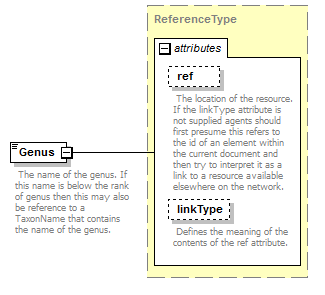 ReferenceType
attributes
ref
The location of the resource.
If the linkType attribute is
not supplied agents should
first presume this refers to
the id of an element within
the current document and
then try to interpret it as a
link to a resource available
elsewhere on the network.
Genus
The name of the genus. If
this name is below the rank
of genus then this may also
be reference to a
TaxonName that contains
the name of the genus.
linkType
Defines the meaning of the
contents of the ref attribute.